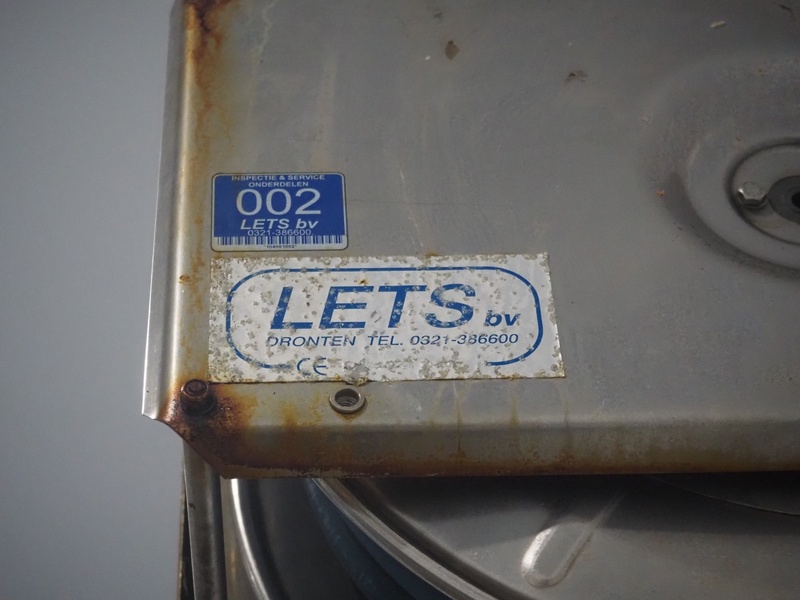 INSPECTIE & SERVICE
ONDERDELEN
002
LETS bv
0321-386600
LETS bv
DRONTEN TEL. 0321-386600
CE